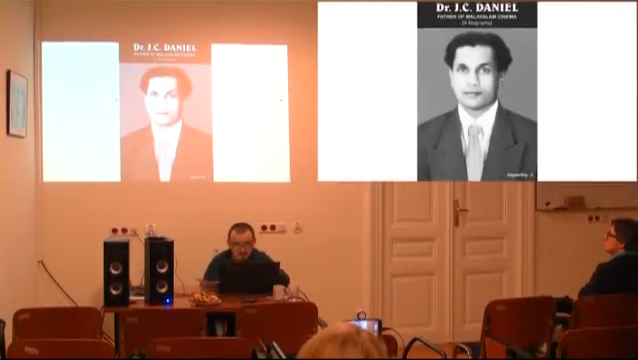 Dr. J.C. DANIEL
FATHER OF MALAYALAM CINEMA
Dr. J.C. DANIEL
FATHER OF MALAYALAM CINEMA
(A Biography)